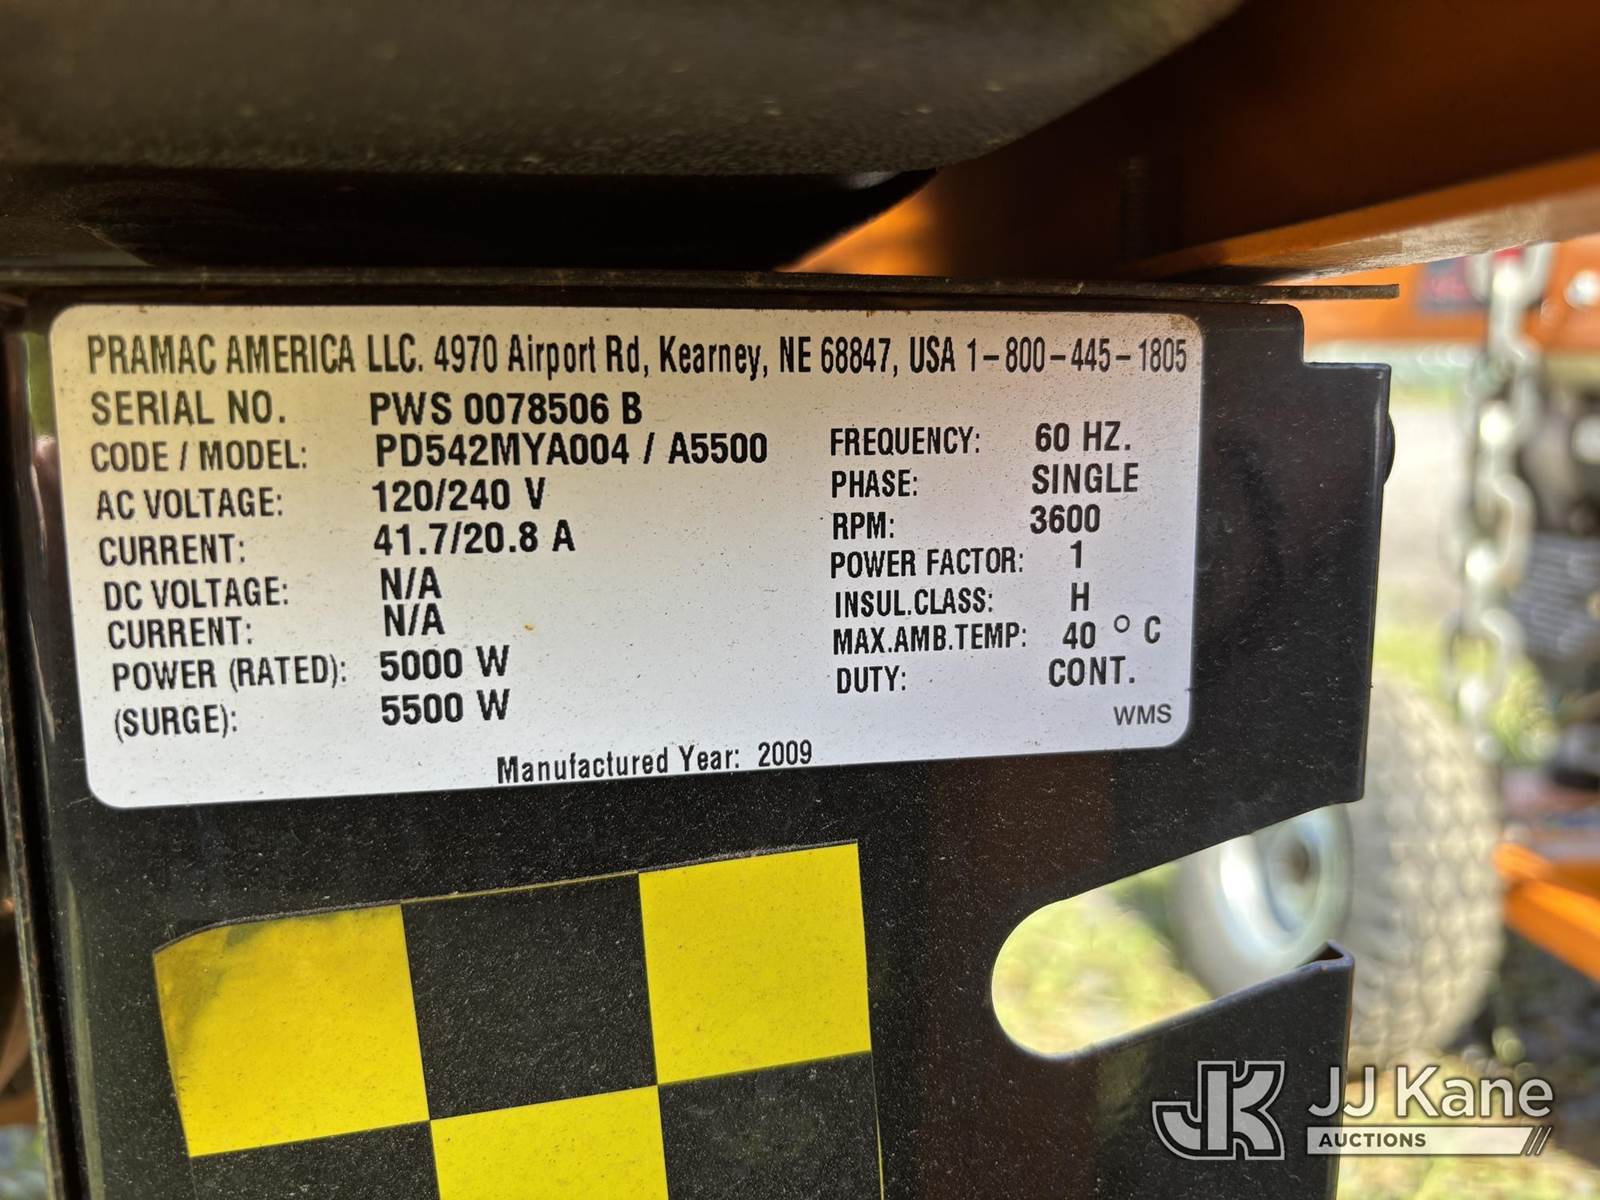 PRAMAC AMERICA LLC. 4970 Airport Rd, Kearney, NE 68847, USA 1-800-445-1805
SERIAL NO. PWS 0078506 B
CODE / MODEL: PD542MYA004 / A5500
AC VOLTAGE: 120/240 V
CURRENT: 41.7/20.8 A
DC VOLTAGE: N/A
CURRENT: N/A
POWER (RATED): 5000 W
(SURGE): 5500 W
FREQUENCY: 60 HZ.
PHASE: SINGLE
RPM: 3600
POWER FACTOR: 1
INSUL.CLASS: H
MAX.AMB.TEMP: 40 ° C
DUTY: CONT.
WMS
Manufactured Year: 2009
JK JJ Kane
AUCTIONS